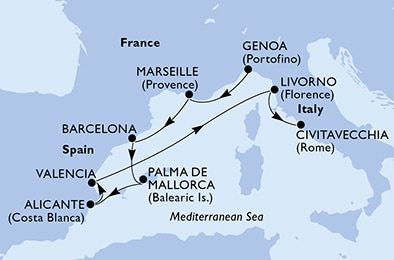 France
GENOA
(Portofino)
MARSEILLE
(Provence)
LIVORNO
(Florence)
Italy
CIVITAVECCHIA
(Rome)
BARCELONA
Spain
VALENCIA
PALMA DE
MALLORCA
(Balearic Is.)
ALICANTE
(Costa Blanca)
Mediterranean Sea